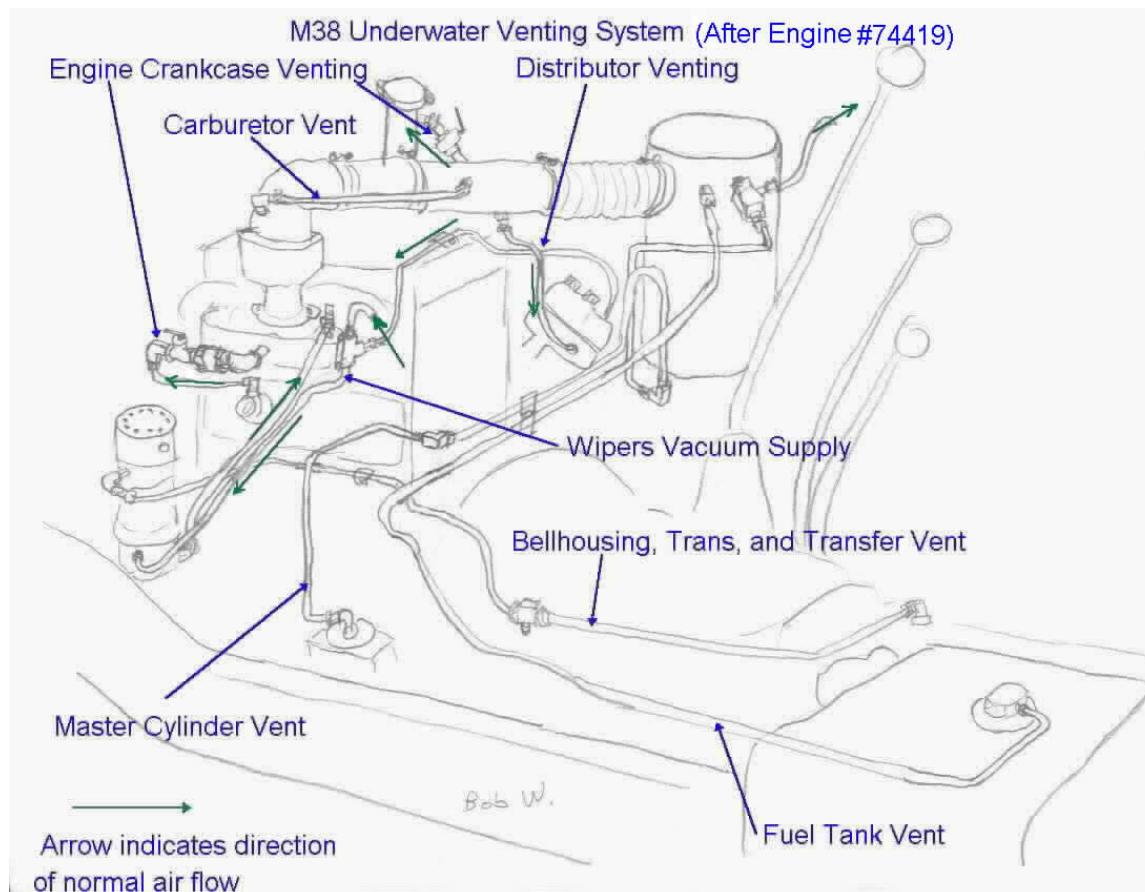 M38 Underwater Venting System (After Engine #74419)
Engine Crankcase Venting
Distributor Venting
Carburetor Vent
Wipers Vacuum Supply
Bellhousing, Trans, and Transfer Vent
Master Cylinder Vent
Bob W.
Fuel Tank Vent
Arrow indicates direction
of normal air flow